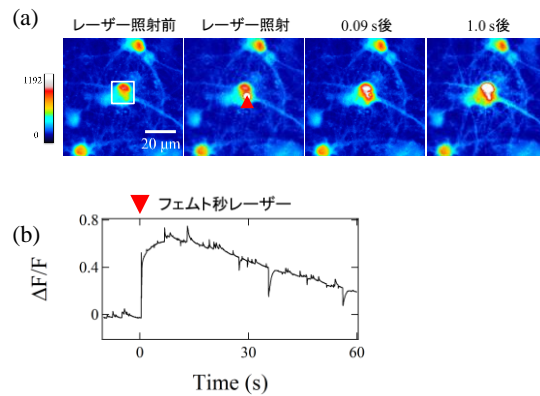 (a)
レーザー照射前
レーザー照射
0.09 s後
1.0 s後
1192
0
20 μm
(b)
フェムト秒レーザー
0.8
0.4
0
ΔF/F
0
30
60
Time (s)